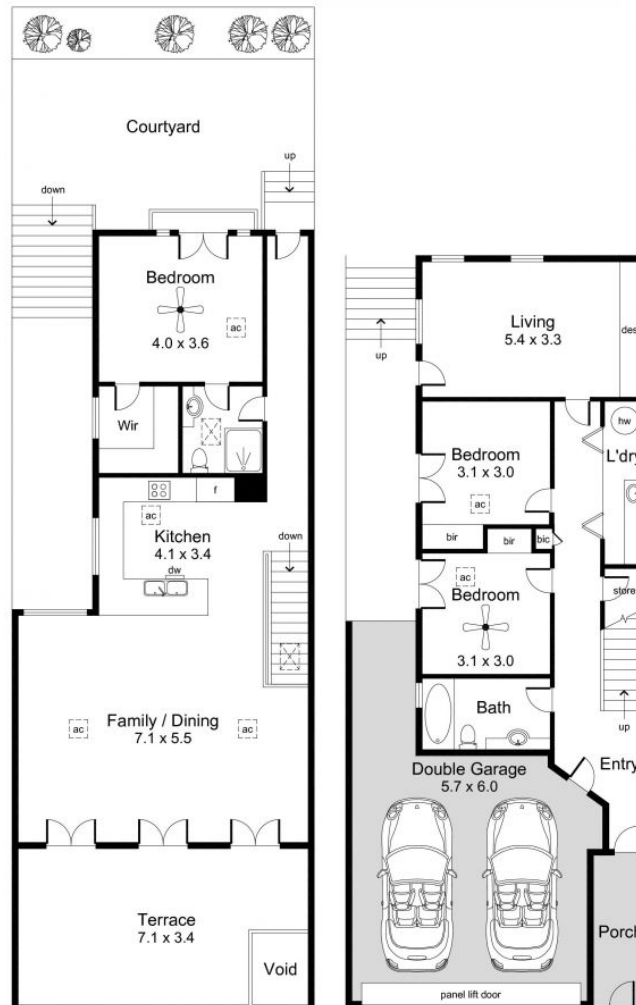 Courtyard
up
down
Bedroom
ac
4.0 x 3.6
Wir
f
ac
Kitchen
4.1 x 3.4
dw
down
Family / Dining
7.1 x 5.5
ac
ac
Terrace
7.1 x 3.4
Void
up
Living
5.4 x 3.3
des
hw
L'dry
Bedroom
3.1 x 3.0
ac
bir
bir
bic
ac
Bedroom
3.1 x 3.0
store
up
Bath
Entry
Double Garage
5.7 x 6.0
Porch
panel lift door